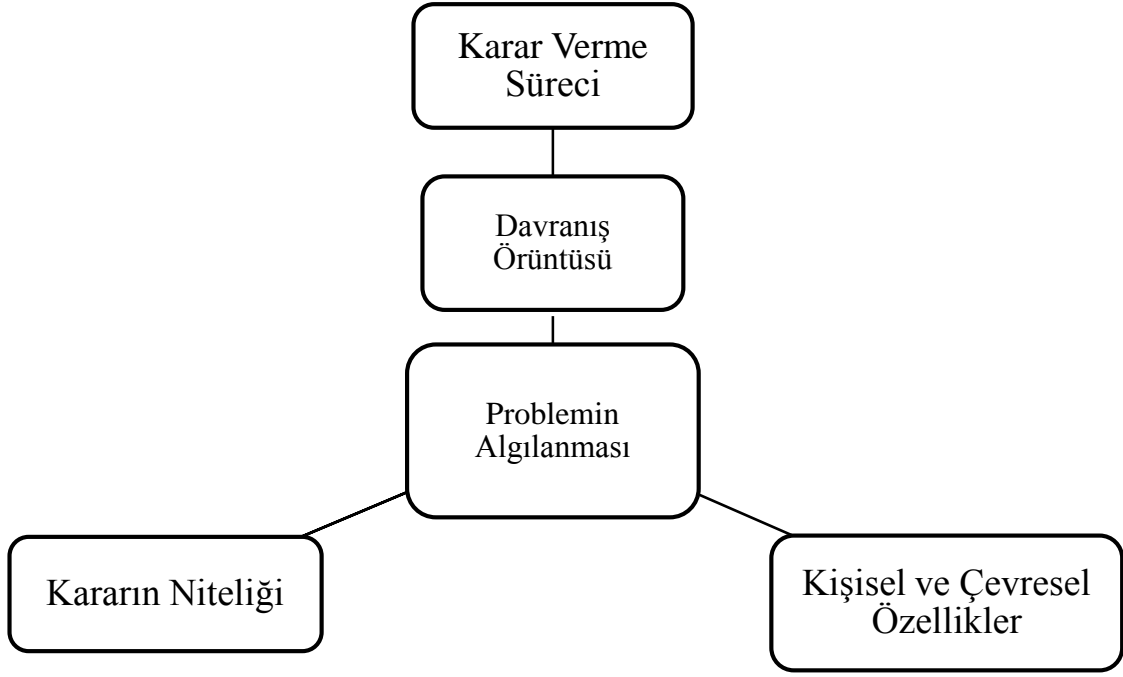 Karar Verme
Süreci
Davranış
Örüntüsü
Problemin
Algılanması
Kararın Niteliği
Kişisel ve Çevresel
Özellikler